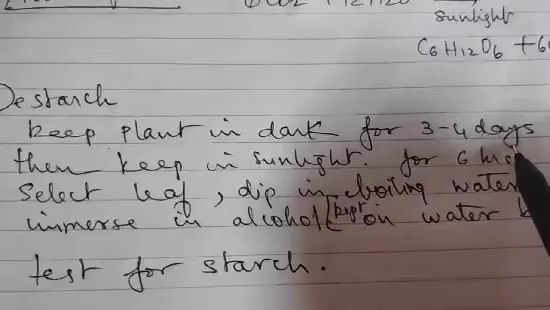 sunlight
C6H12O6 + 6
Destarch
keep plant in dark for 3-4 days
then keep in sunlight. for 6 hrs
Select leaf, dip in boiling water
immerse in alcohol kept on water b
test for starch.